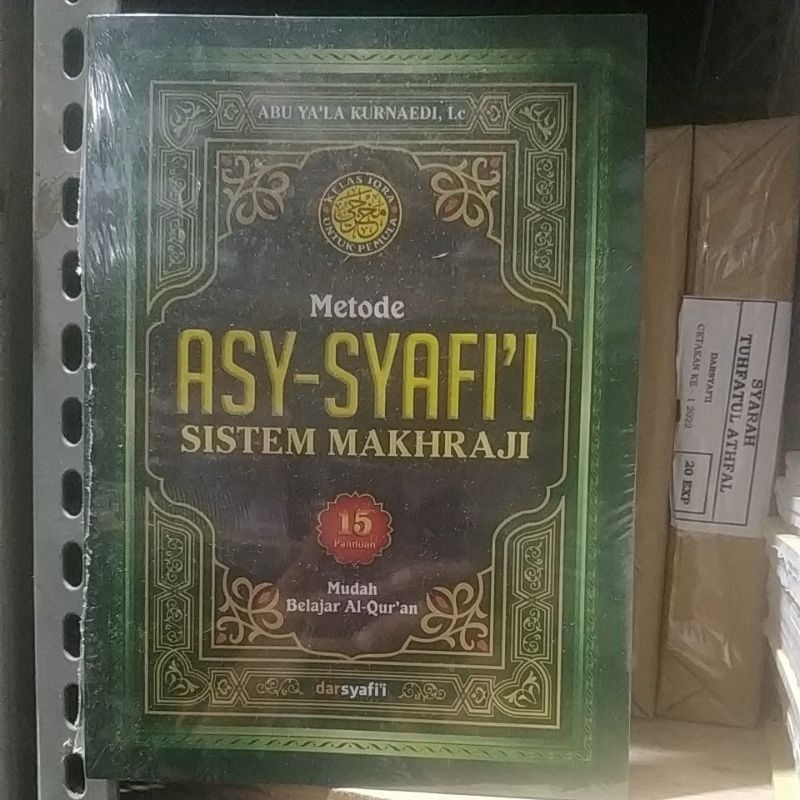 ABU YA'LA KURNAEDI, Lc
KELAS IQRA
UNTUK PEMULA
Metode
ASY-SYAFI'I
SISTEM MAKHRAJI
15
Panduan
Mudah
Belajar Al-Qur'an
darsyafi'i
SYARAH
TUHFATUL ATHFAL
DARSYAFII
CETAKAN KE - 1 2022
20 EXP